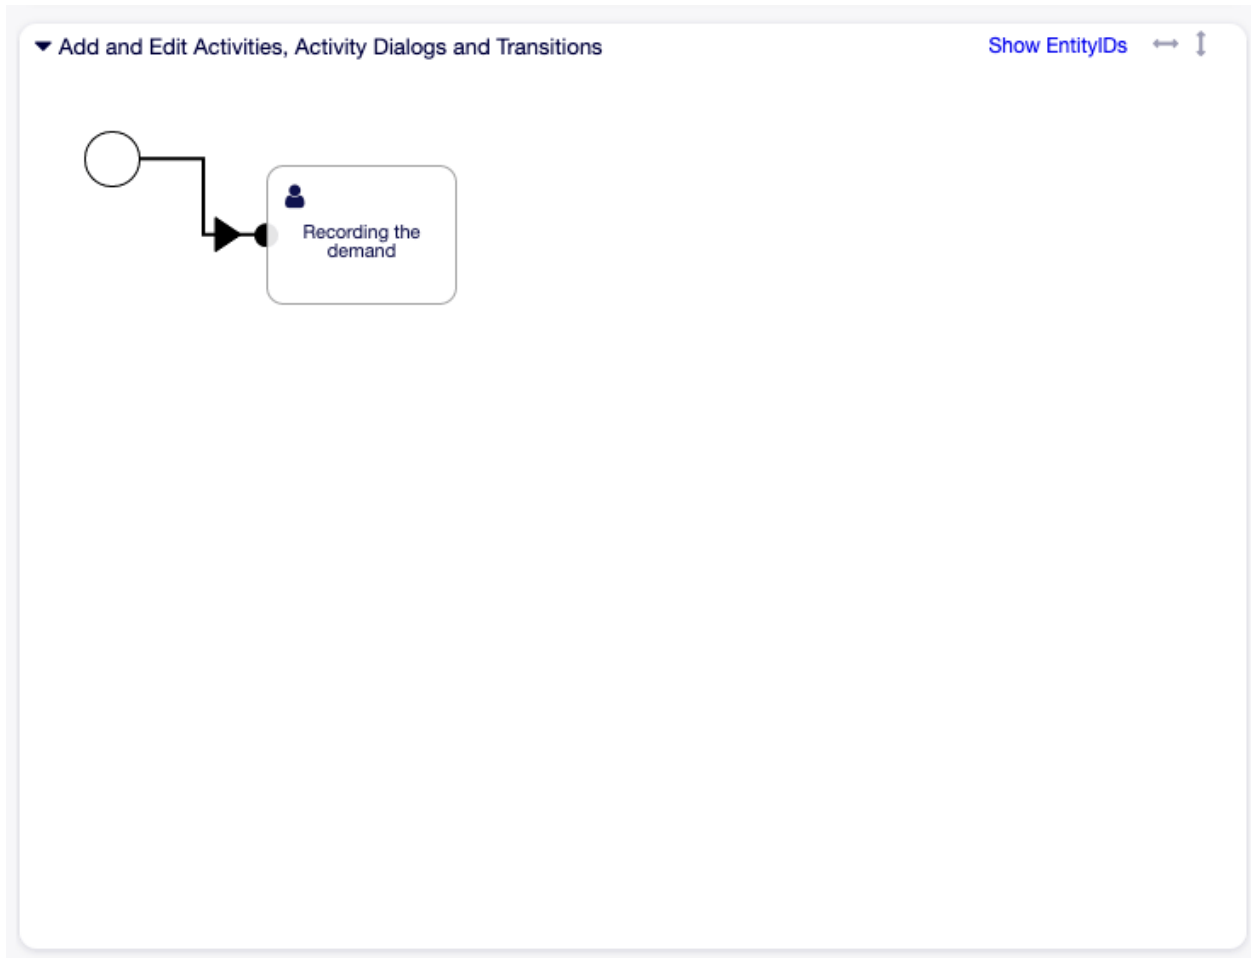 Add and Edit Activities, Activity Dialogs and Transitions
Show EntityIDs
Recording the
demand